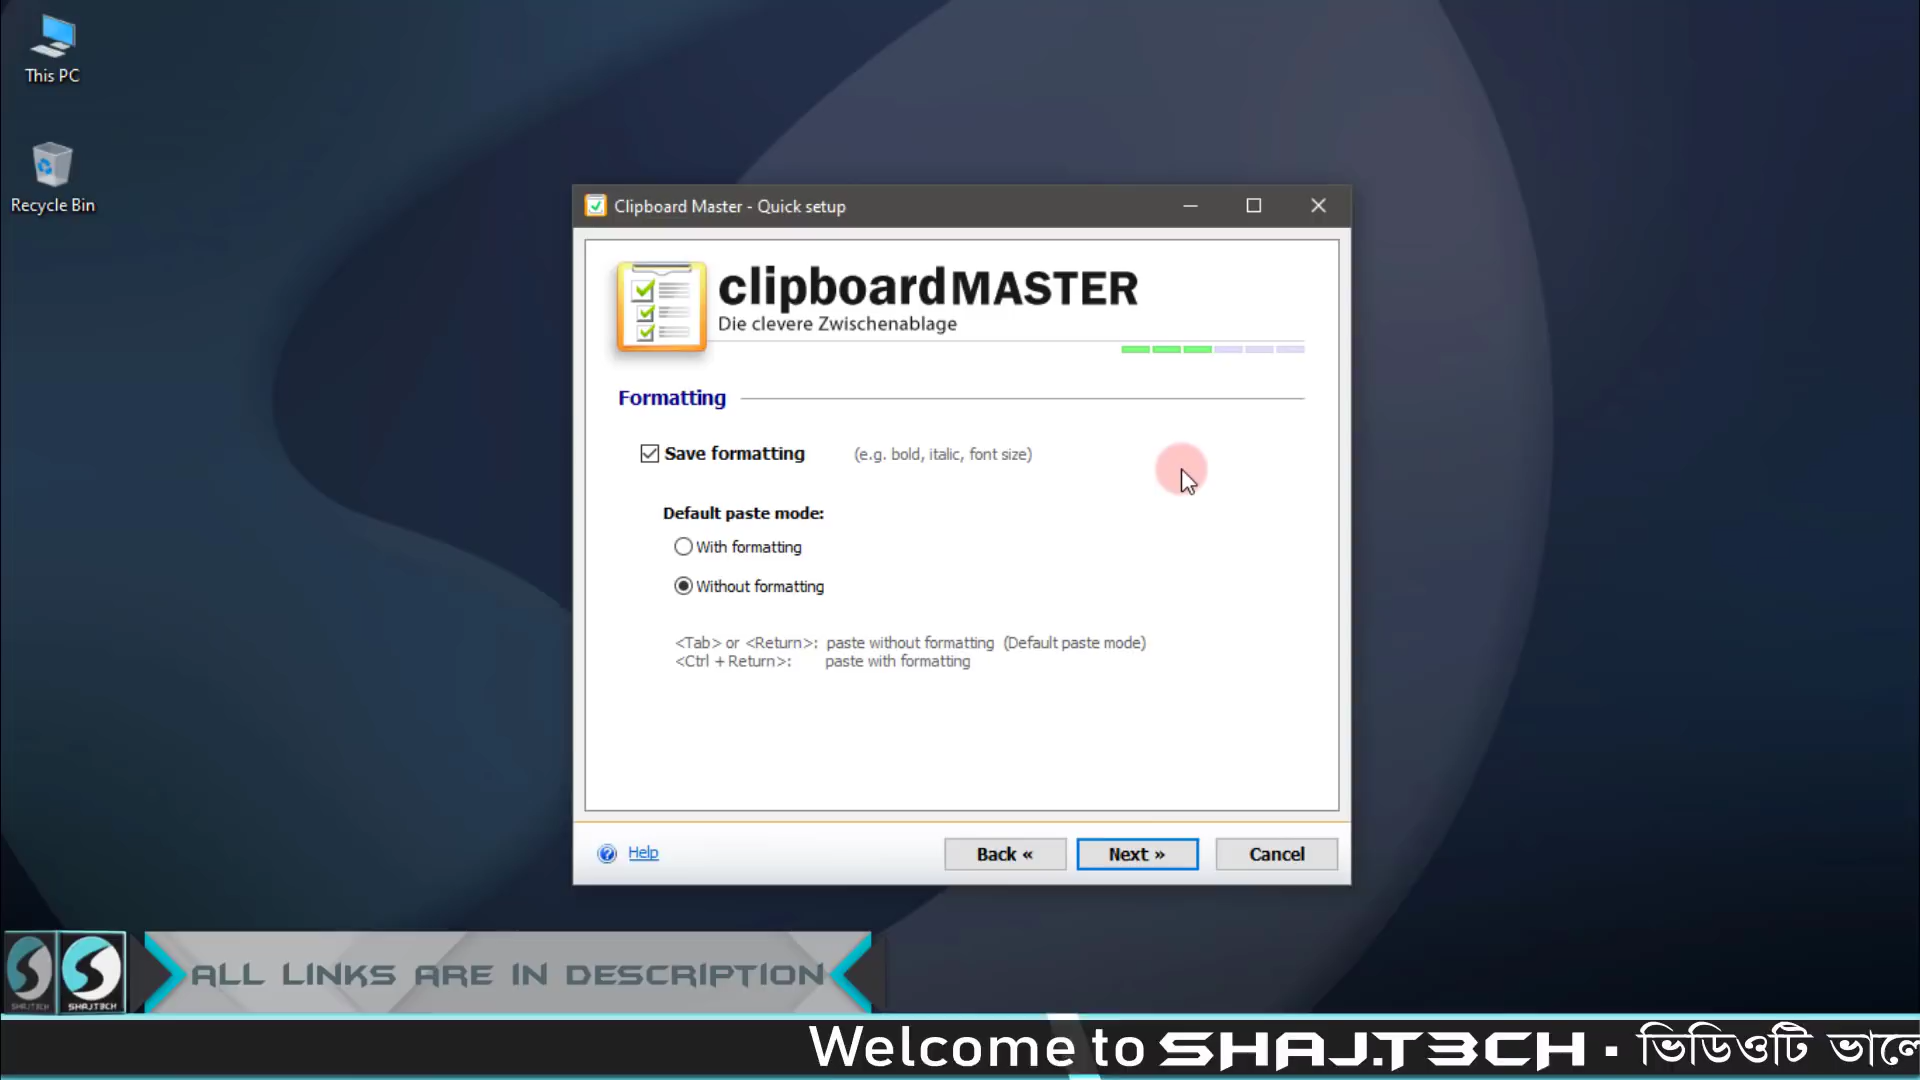 This PC
Recycle Bin
Clipboard Master - Quick setup
clipboardMASTER
Die clevere Zwischenablage
Formatting
Save formatting (e.g. bold, italic, font size)
Default paste mode:
With formatting
Without formatting
<Tab> or <Return>: paste without formatting (Default paste mode)
<Ctrl + Return>: paste with formatting
Help
Back «
Next »
Cancel
SHAJT3CH SHAJT3CH
ALL LINKS ARE IN DESCRIPTION
Welcome to SHAJ.T3CH · ভিডিওটি ভালো